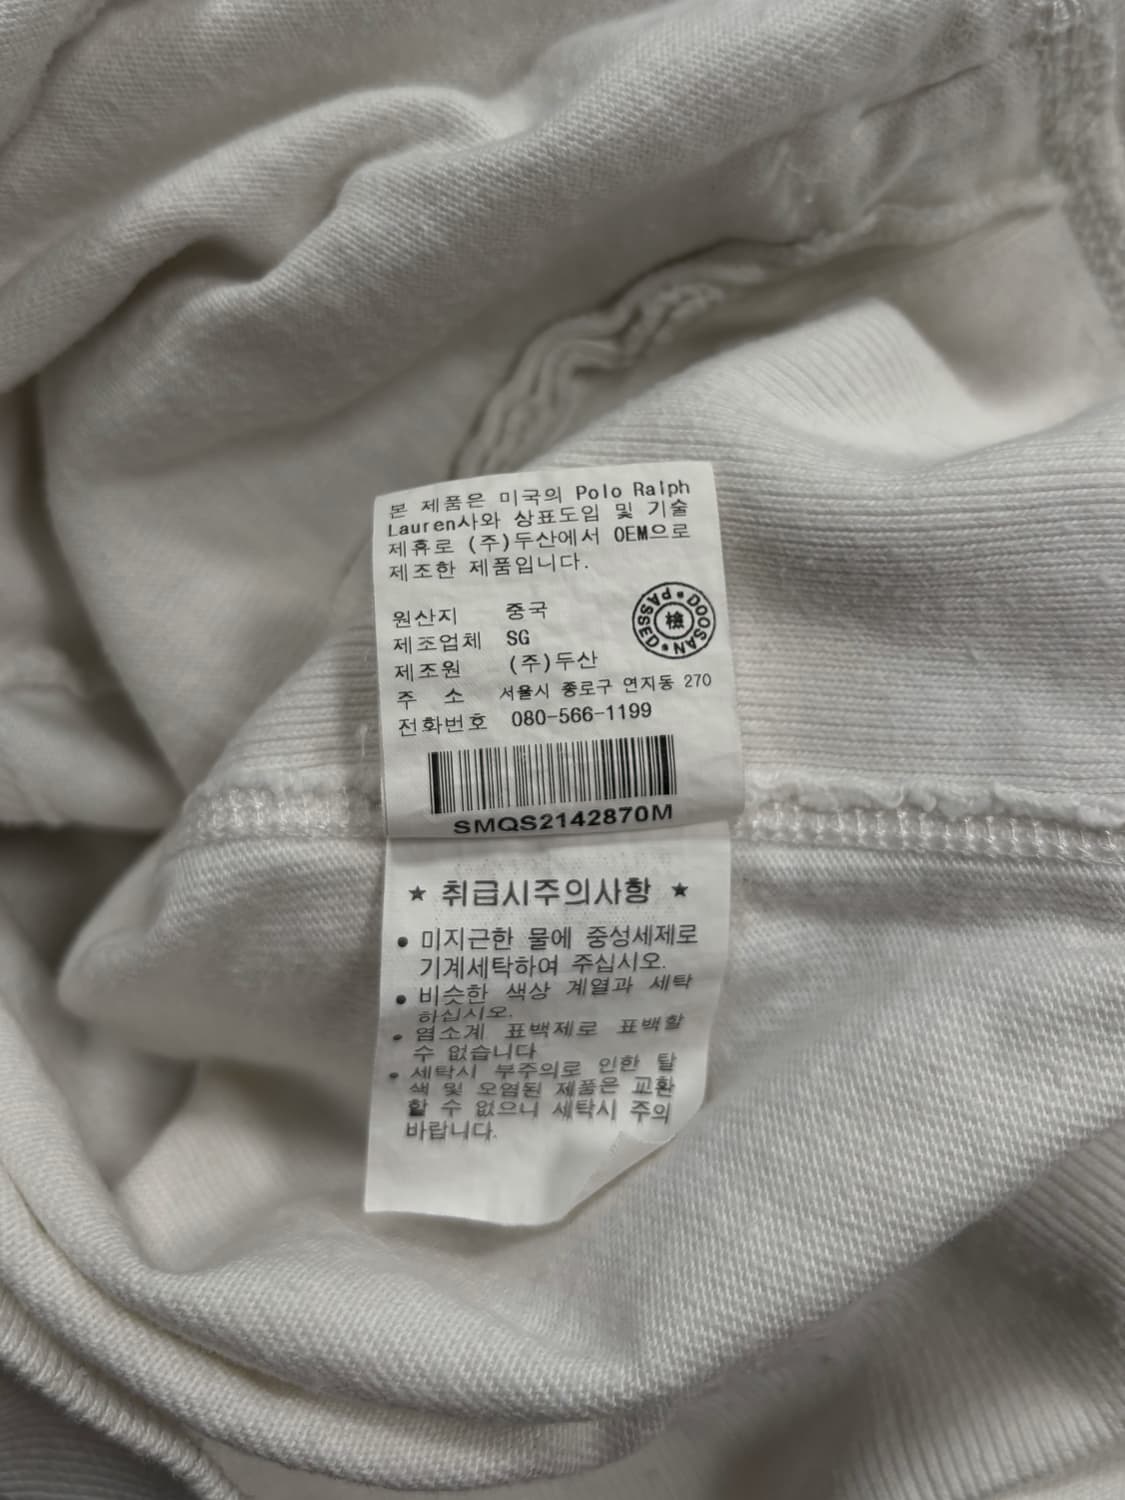 본 제품은 미국의 Polo Ralph
Lauren사와 상표도입 및 기술
제휴로 (주)두산에서 OEM으로
제조한 제품입니다.
원산지 중국
제조업체 SG
제조원 (주)두산
주 소 서울시 종로구 연지동 270
전화번호 080-566-1199
DOOSAN PASSED
檢
SMQS2142870M
★ 취급시주의사항 ★
• 미지근한 물에 중성세제로
기계세탁하여 주십시오.
• 비슷한 색상 계열과 세탁
하십시오.
• 염소계 표백제로 표백할
수 없습니다
• 세탁시 부주의로 인한 탈
색 및 오염된 제품은 교환
할 수 없으니 세탁시 주의
바랍니다.